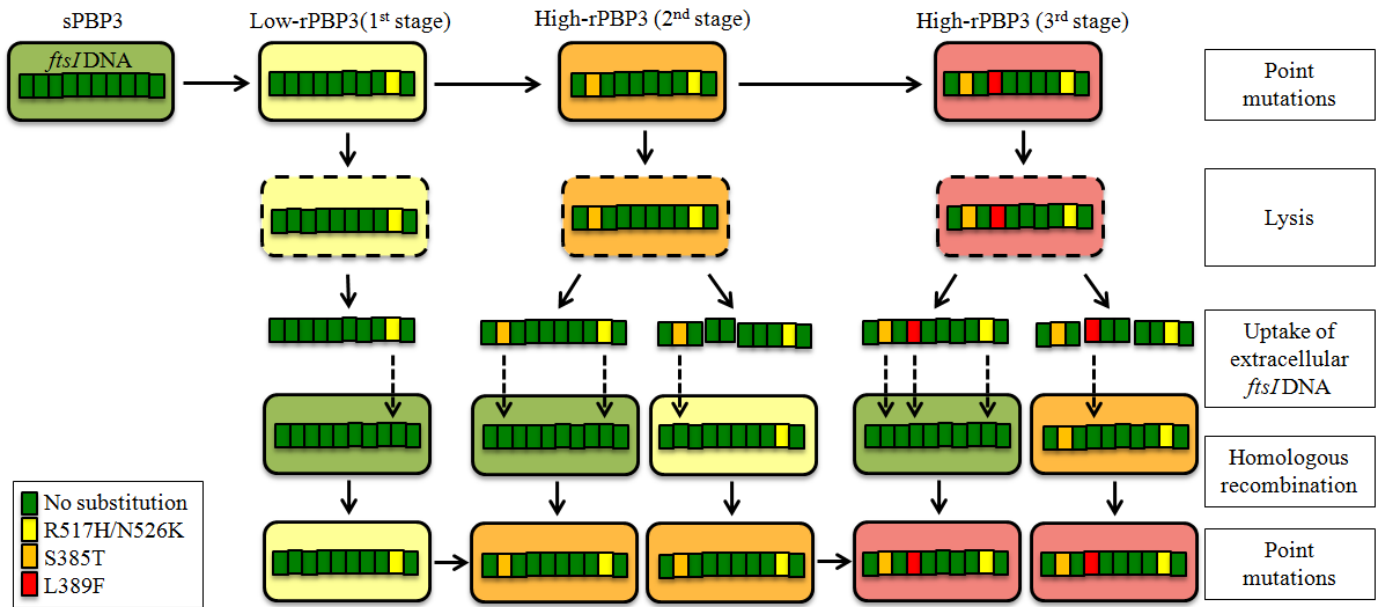 sPBP3
Low-rPBP3(1st stage)
High-rPBP3 (2nd stage)
High-rPBP3 (3rd stage)
ftsI DNA
Point
mutations
Lysis
Uptake of
extracellular
ftsI DNA
Homologous
recombination
Point
mutations
No substitution
R517H/N526K
S385T
L389F